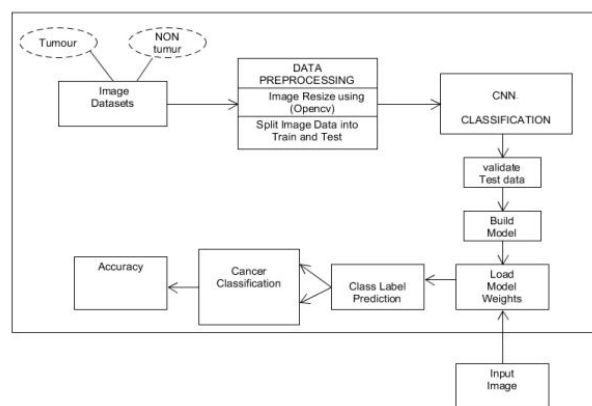 Tumour
NON
tumur
Image
Datasets
DATA
PREPROCESSING
Image Resize using
(Opencv)
Split Image Data into
Train and Test
CNN
CLASSIFICATION
validate
Test data
Build
Model
Load
Model
Weights
Class Label
Prediction
Cancer
Classification
Accuracy
Input
Image